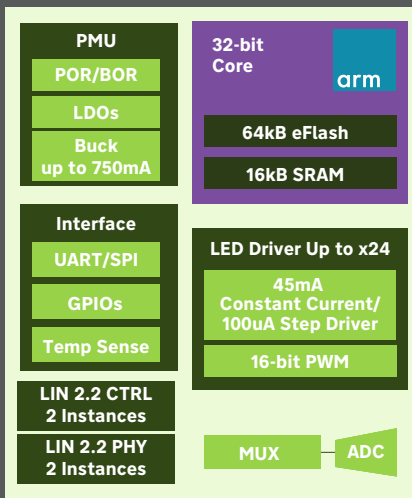 PMU
POR/BOR
LDOs
Buck
up to 750mA
32-bit
Core
arm
64kB eFlash
16kB SRAM
Interface
UART/SPI
GPIOs
Temp Sense
LED Driver Up to x24
45mA
Constant Current/
100uA Step Driver
16-bit PWM
LIN 2.2 CTRL
2 Instances
LIN 2.2 PHY
2 Instances
MUX
ADC